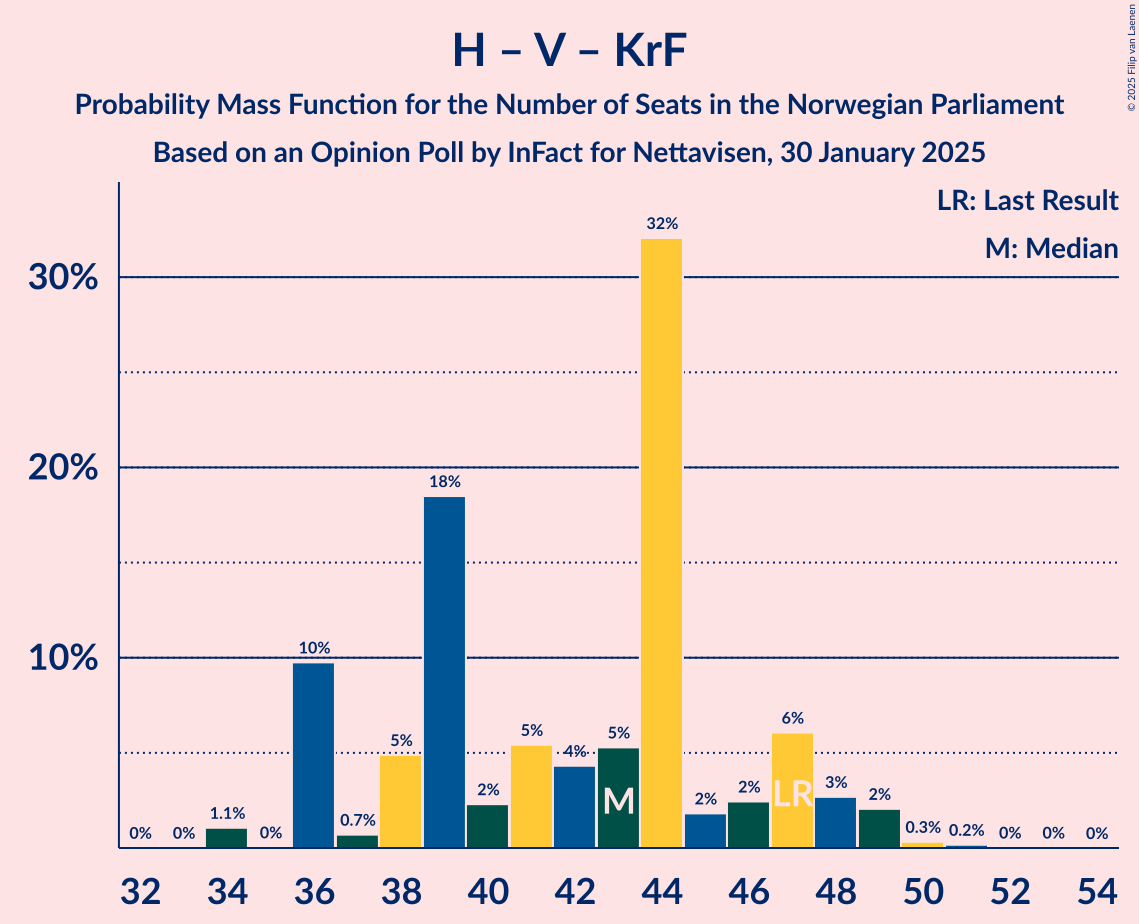 H – V – KrF
Probability Mass Function for the Number of Seats in the Norwegian Parliament
Based on an Opinion Poll by InFact for Nettavisen, 30 January 2025
© 2025 Filip van Laenen
LR: Last Result
M: Median
30%
20%
10%
0% 0% 1.1% 0% 10% 0.7% 5% 18% 2% 5% 4% 5% 32% 2% 2% 6% 3% 2% 0.3% 0.2% 0% 0% 0%
M LR
32 34 36 38 40 42 44 46 48 50 52 54